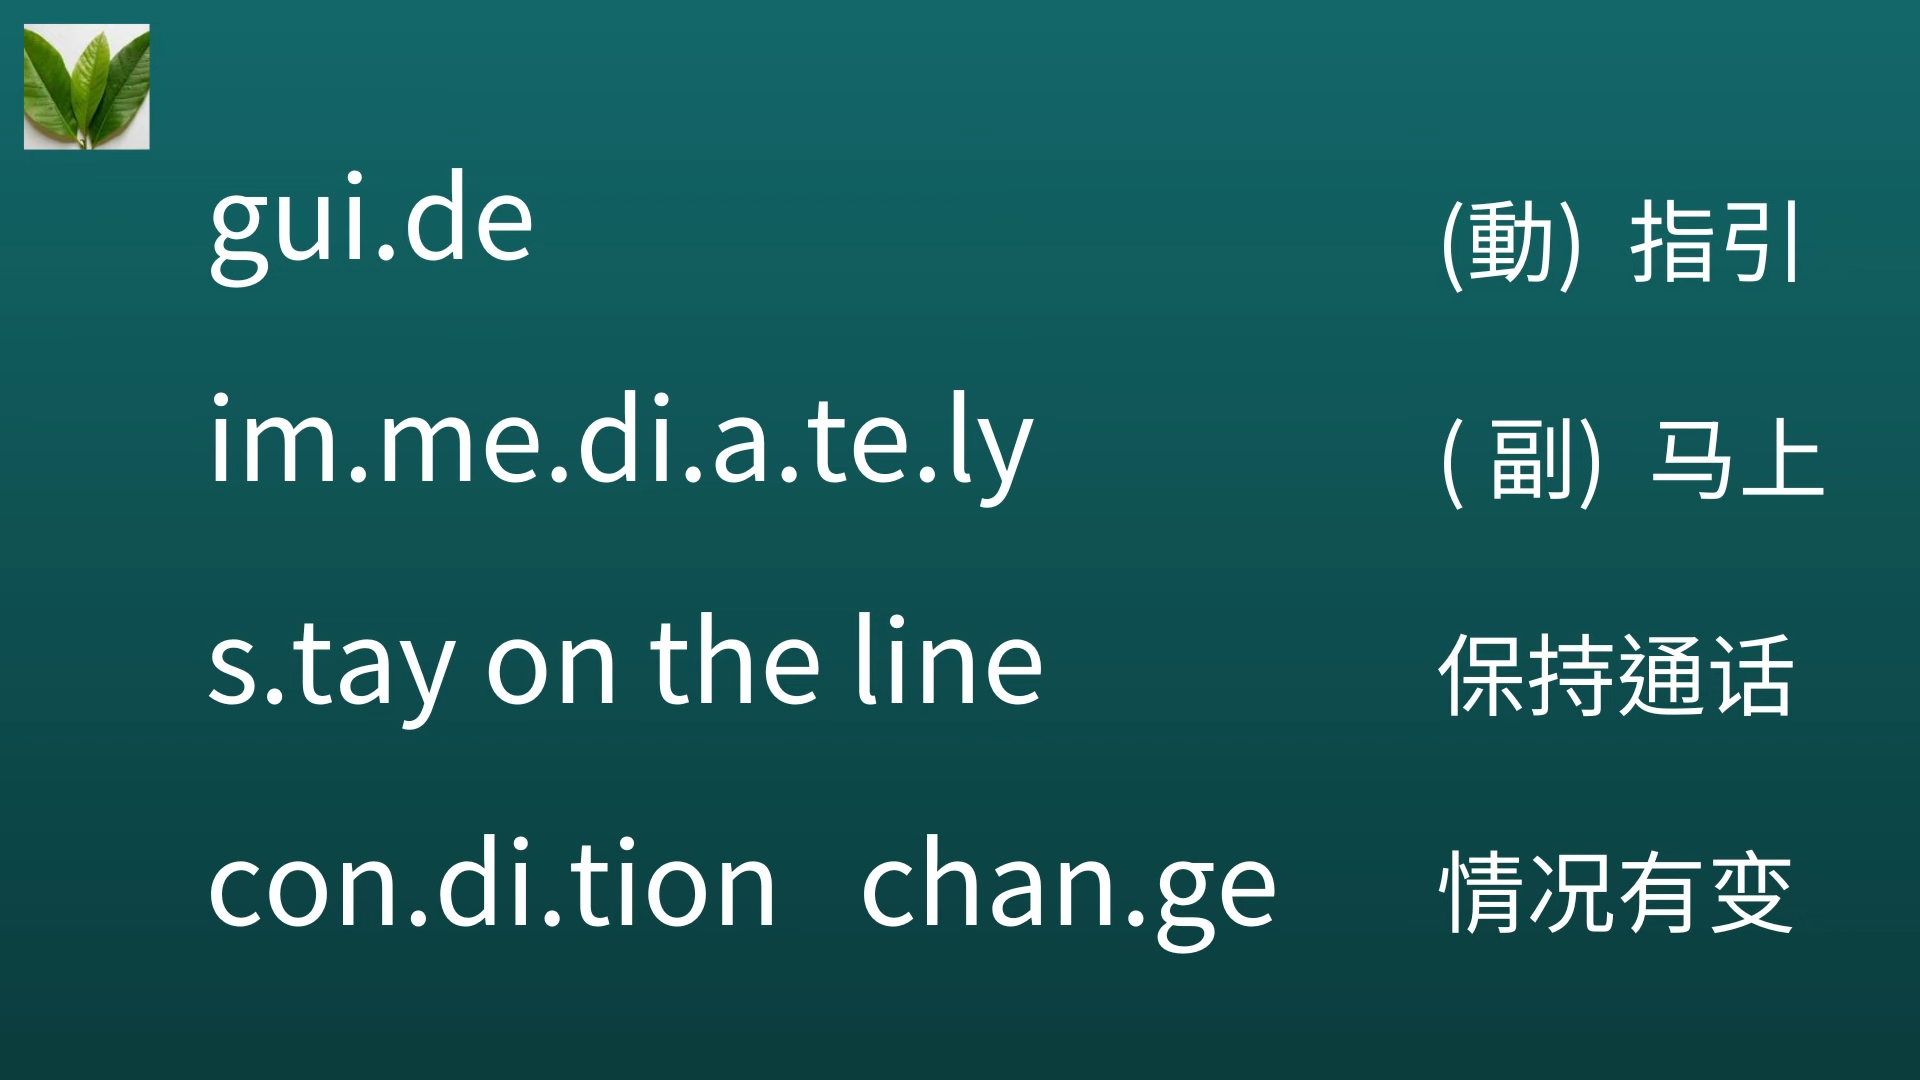 gui.de (動) 指引
im.me.di.a.te.ly ( 副) 马上
s.tay on the line 保持通话
con.di.tion chan.ge 情况有变